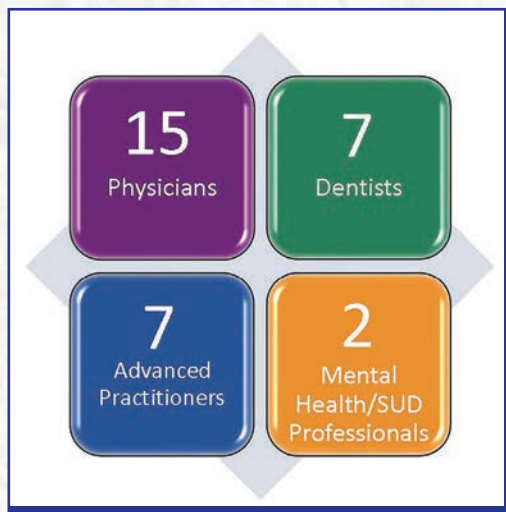 15
Physicians
7
Dentists
7
Advanced
Practitioners
2
Mental
Health/SUD
Professionals